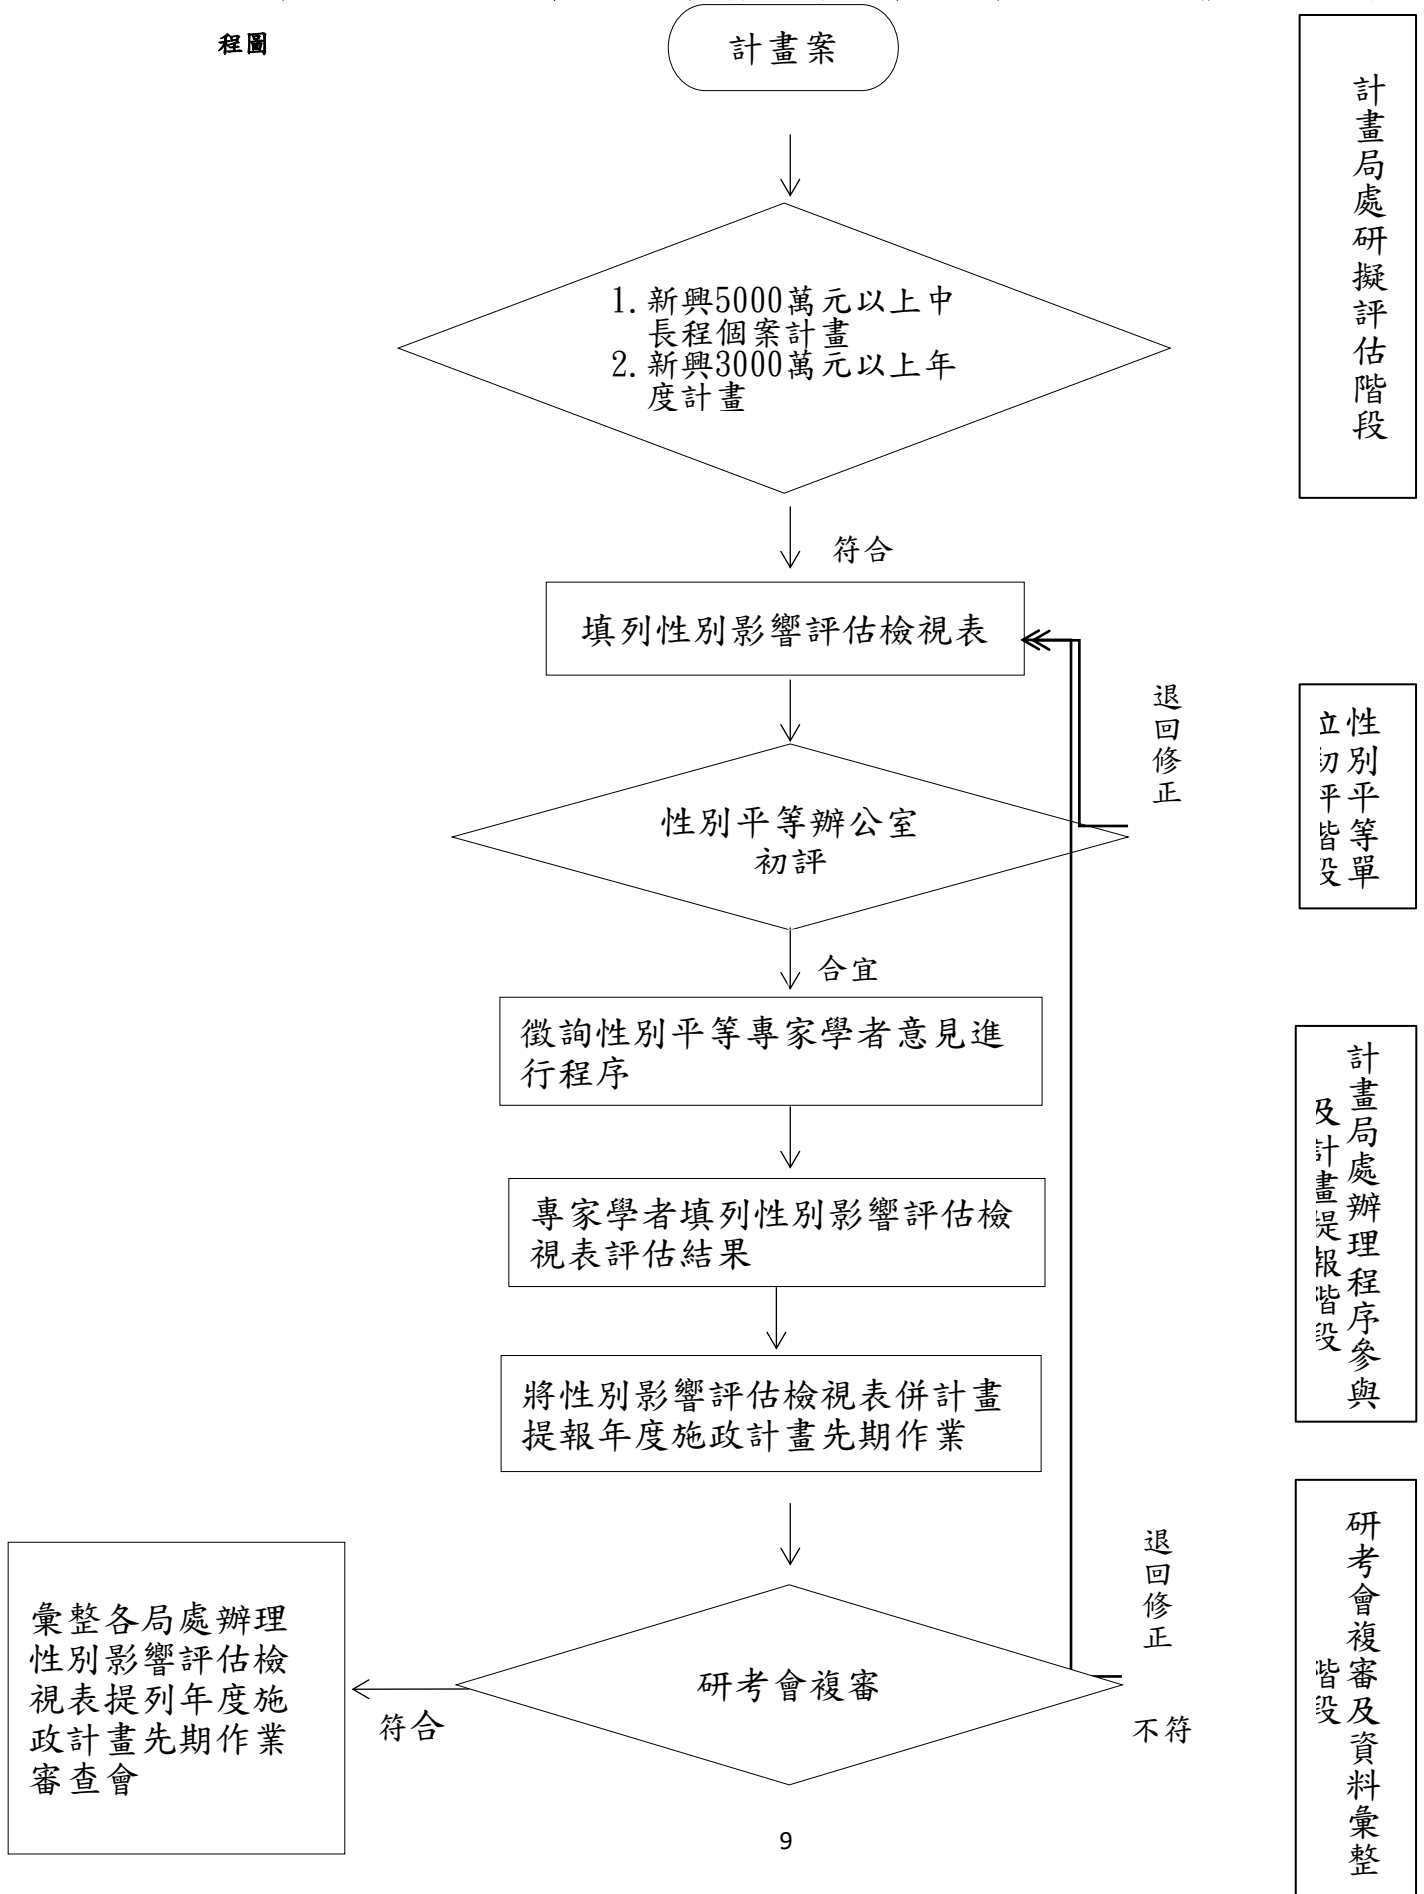 程圖
計畫案
1. 新興5000萬元以上中
長程個案計畫
2. 新興3000萬元以上年
度計畫
符合
填列性別影響評估檢視表
退回修正
性別平等辦公室
初評
合宜
徵詢性別平等專家學者意見進
行程序
專家學者填列性別影響評估檢
視表評估結果
將性別影響評估檢視表併計畫
提報年度施政計畫先期作業
退回修正
研考會複審
不符
符合
彙整各局處辦理
性別影響評估檢
視表提列年度施
政計畫先期作業
審查會
計畫局處研擬評估階段
性別平等單
立初評階段
計畫局處辦理程序參與
及計畫提報階段
研考會複審及資料彙整
階段
9